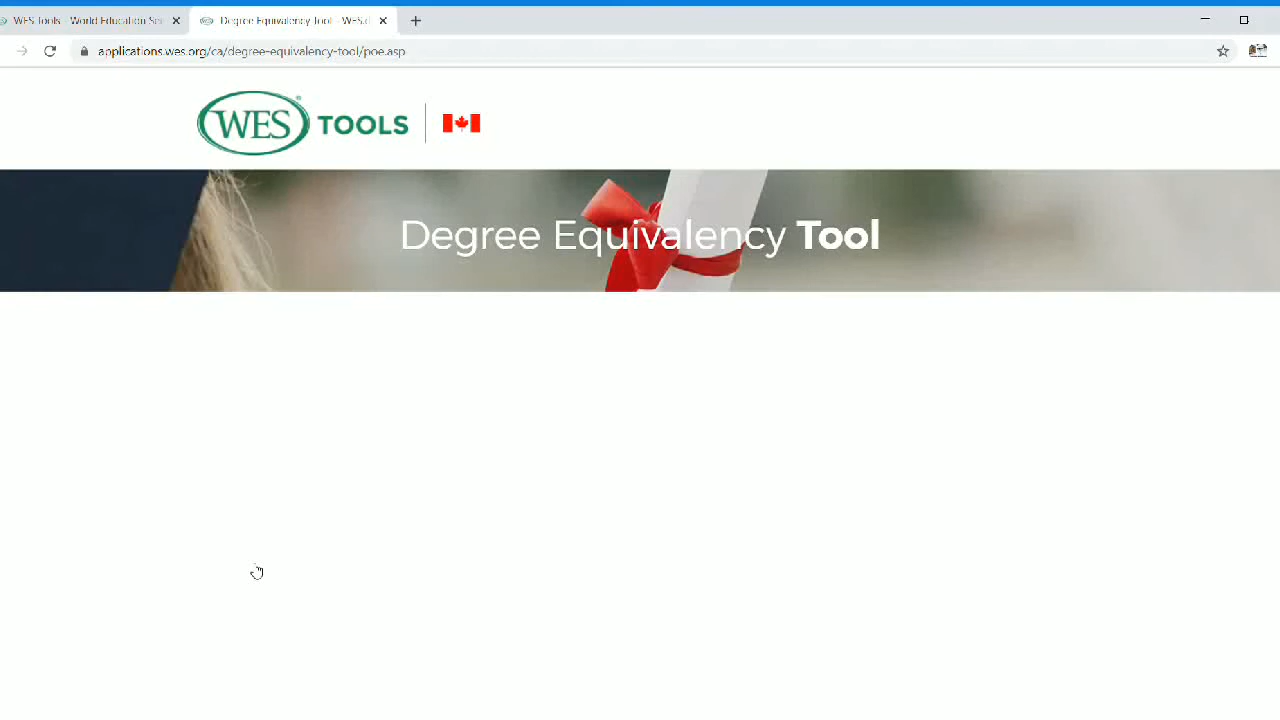 WES Tools - World Education Ser
Degree Equivalency Tool - WES.c
applications.wes.org/ca/degree-equivalency-tool/poe.asp
WES ® TOOLS
Degree Equivalency Tool